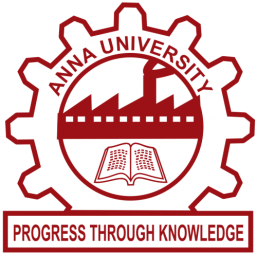 ANNA UNIVERSITY
PROGRESS THROUGH KNOWLEDGE